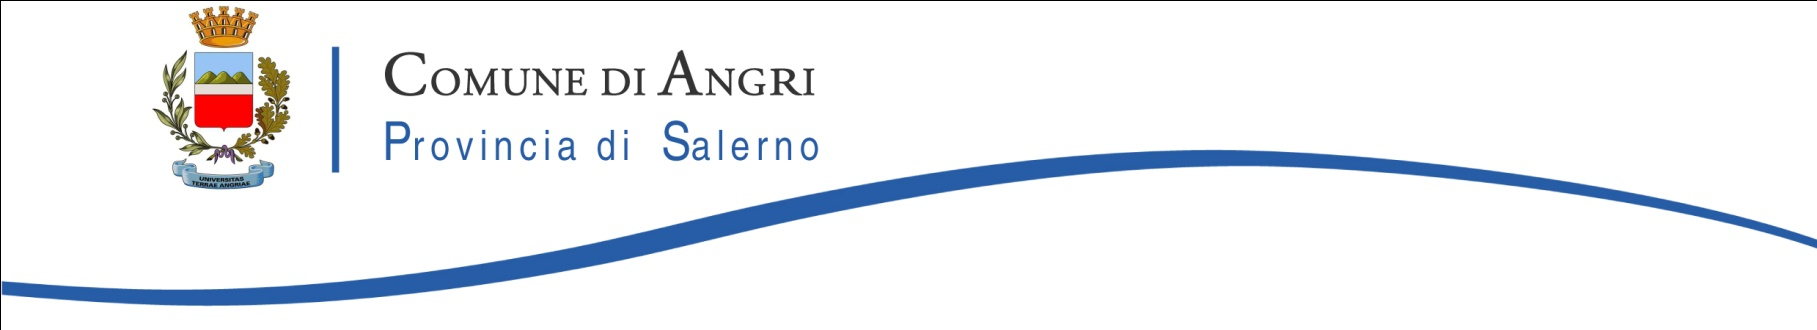 COMUNE DI ANGRI
Provincia di Salerno
UNIVERSITAS
TERRAE ANGRIAE